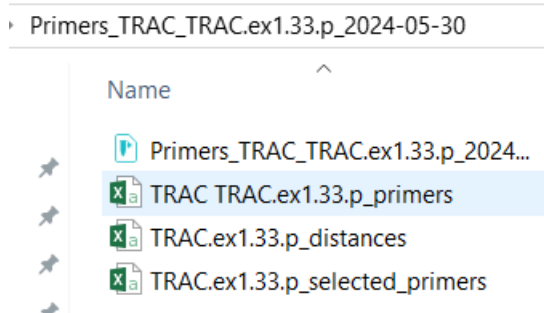 Primers_TRAC_TRAC.ex1.33.p_2024-05-30
Name
Primers_TRAC_TRAC.ex1.33.p_2024...
TRAC TRAC.ex1.33.p_primers
TRAC.ex1.33.p_distances
TRAC.ex1.33.p_selected_primers